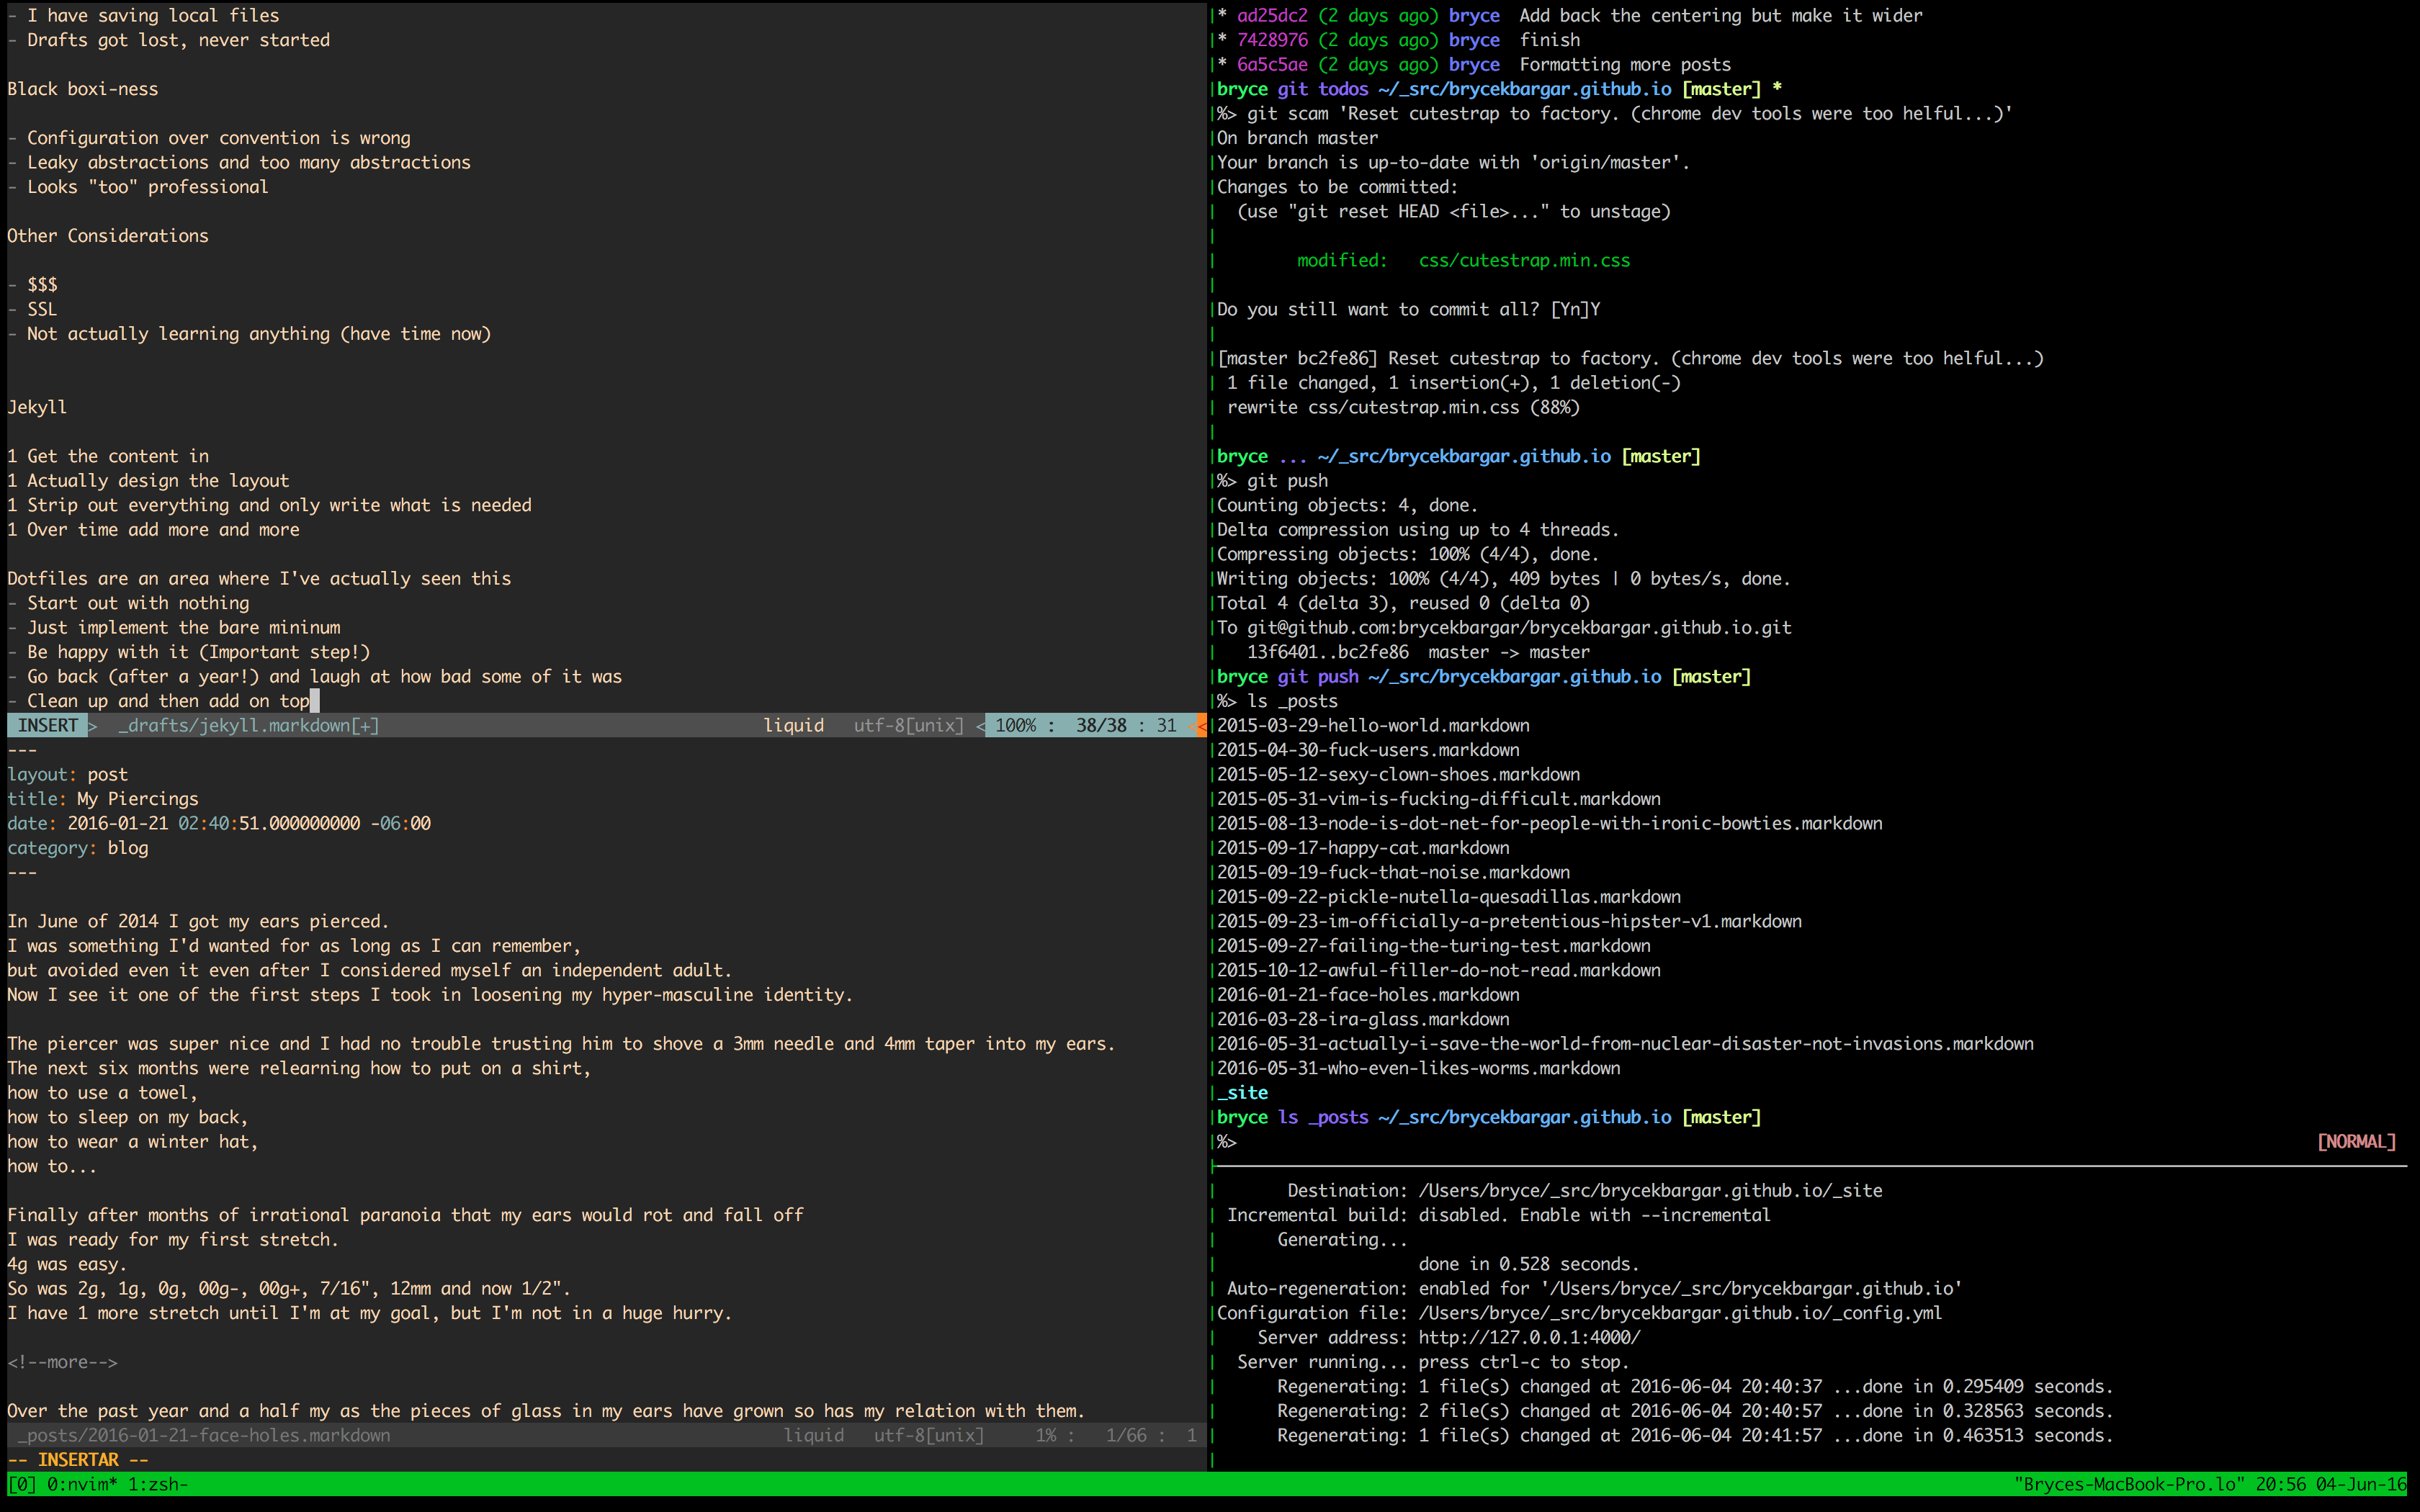 - I have saving local files
- Drafts got lost, never started
Black boxi-ness
- Configuration over convention is wrong
- Leaky abstractions and too many abstractions
- Looks "too" professional
Other Considerations
- $$$
- SSL
- Not actually learning anything (have time now)
Jekyll
1 Get the content in
1 Actually design the layout
1 Strip out everything and only write what is needed
1 Over time add more and more
Dotfiles are an area where I've actually seen this
- Start out with nothing
- Just implement the bare mininum
- Be happy with it (Important step!)
- Go back (after a year!) and laugh at how bad some of it was
- Clean up and then add on top
INSERT > _drafts/jekyll.markdown[+] liquid utf-8[unix] < 100% : 38/38 : 31 <
---
layout: post
title: My Piercings
date: 2016-01-21 02:40:51.000000000 -06:00
category: blog
---
In June of 2014 I got my ears pierced.
I was something I'd wanted for as long as I can remember,
but avoided even it even after I considered myself an independent adult.
Now I see it one of the first steps I took in loosening my hyper-masculine identity.
The piercer was super nice and I had no trouble trusting him to shove a 3mm needle and 4mm taper into my ears.
The next six months were relearning how to put on a shirt,
how to use a towel,
how to sleep on my back,
how to wear a winter hat,
how to...
Finally after months of irrational paranoia that my ears would rot and fall off
I was ready for my first stretch.
4g was easy.
So was 2g, 1g, 0g, 00g-, 00g+, 7/16", 12mm and now 1/2".
I have 1 more stretch until I'm at my goal, but I'm not in a huge hurry.
<!--more-->
Over the past year and a half my as the pieces of glass in my ears have grown so has my relation with them.
_posts/2016-01-21-face-holes.markdown liquid utf-8[unix] 1% : 1/66 : 1
-- INSERTAR --
* ad25dc2 (2 days ago) bryce Add back the centering but make it wider
* 7428976 (2 days ago) bryce finish
* 6a5c5ae (2 days ago) bryce Formatting more posts
bryce git todos ~/_src/brycekbargar.github.io [master] *
%> git scam 'Reset cutestrap to factory. (chrome dev tools were too helful...)'
On branch master
Your branch is up-to-date with 'origin/master'.
Changes to be committed:
(use "git reset HEAD <file>..." to unstage)
modified: css/cutestrap.min.css
Do you still want to commit all? [Yn]Y
[master bc2fe86] Reset cutestrap to factory. (chrome dev tools were too helful...)
1 file changed, 1 insertion(+), 1 deletion(-)
rewrite css/cutestrap.min.css (88%)
bryce ... ~/_src/brycekbargar.github.io [master]
%> git push
Counting objects: 4, done.
Delta compression using up to 4 threads.
Compressing objects: 100% (4/4), done.
Writing objects: 100% (4/4), 409 bytes | 0 bytes/s, done.
Total 4 (delta 3), reused 0 (delta 0)
To git@github.com:brycekbargar/brycekbargar.github.io.git
13f6401..bc2fe86 master -> master
bryce git push ~/_src/brycekbargar.github.io [master]
%> ls _posts
2015-03-29-hello-world.markdown
2015-04-30-fuck-users.markdown
2015-05-12-sexy-clown-shoes.markdown
2015-05-31-vim-is-fucking-difficult.markdown
2015-08-13-node-is-dot-net-for-people-with-ironic-bowties.markdown
2015-09-17-happy-cat.markdown
2015-09-19-fuck-that-noise.markdown
2015-09-22-pickle-nutella-quesadillas.markdown
2015-09-23-im-officially-a-pretentious-hipster-v1.markdown
2015-09-27-failing-the-turing-test.markdown
2015-10-12-awful-filler-do-not-read.markdown
2016-01-21-face-holes.markdown
2016-03-28-ira-glass.markdown
2016-05-31-actually-i-save-the-world-from-nuclear-disaster-not-invasions.markdown
2016-05-31-who-even-likes-worms.markdown
_site
bryce ls _posts ~/_src/brycekbargar.github.io [master]
%> [NORMAL]
Destination: /Users/bryce/_src/brycekbargar.github.io/_site
Incremental build: disabled. Enable with --incremental
Generating...
done in 0.528 seconds.
Auto-regeneration: enabled for '/Users/bryce/_src/brycekbargar.github.io'
Configuration file: /Users/bryce/_src/brycekbargar.github.io/_config.yml
Server address: http://127.0.0.1:4000/
Server running... press ctrl-c to stop.
Regenerating: 1 file(s) changed at 2016-06-04 20:40:37 ...done in 0.295409 seconds.
Regenerating: 2 file(s) changed at 2016-06-04 20:40:57 ...done in 0.328563 seconds.
Regenerating: 1 file(s) changed at 2016-06-04 20:41:57 ...done in 0.463513 seconds.
[0] 0:nvim* 1:zsh- "Bryces-MacBook-Pro.lo" 20:56 04-Jun-16